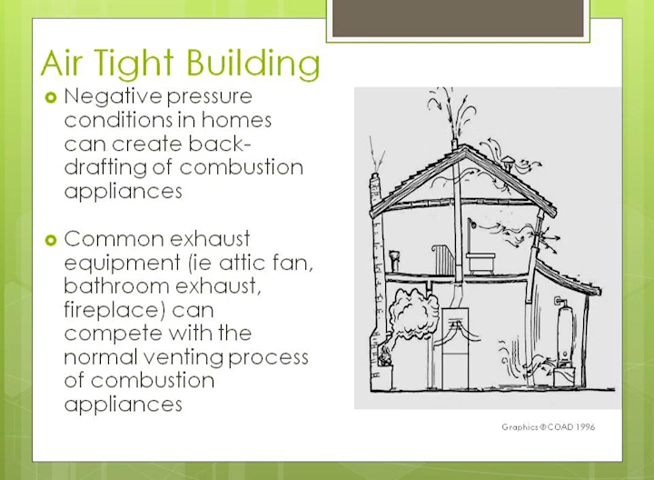 Air Tight Building
Negative pressure
conditions in homes
can create back-
drafting of combustion
appliances
Common exhaust
equipment (ie attic fan,
bathroom exhaust,
fireplace) can
compete with the
normal venting process
of combustion
appliances
Graphics © COAD 1996